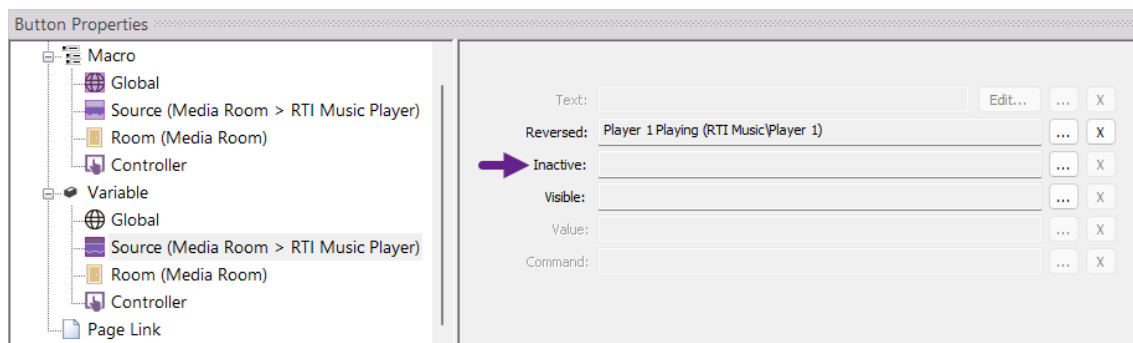 Button Properties
Macro
Global
Source (Media Room > RTI Music Player)
Room (Media Room)
Controller
Variable
Global
Source (Media Room > RTI Music Player)
Room (Media Room)
Controller
Page Link
Text: Edit... ... X
Reversed: Player 1 Playing (RTI Music\Player 1) ... X
Inactive: ... X
Visible: ... X
Value: ... X
Command: ... X